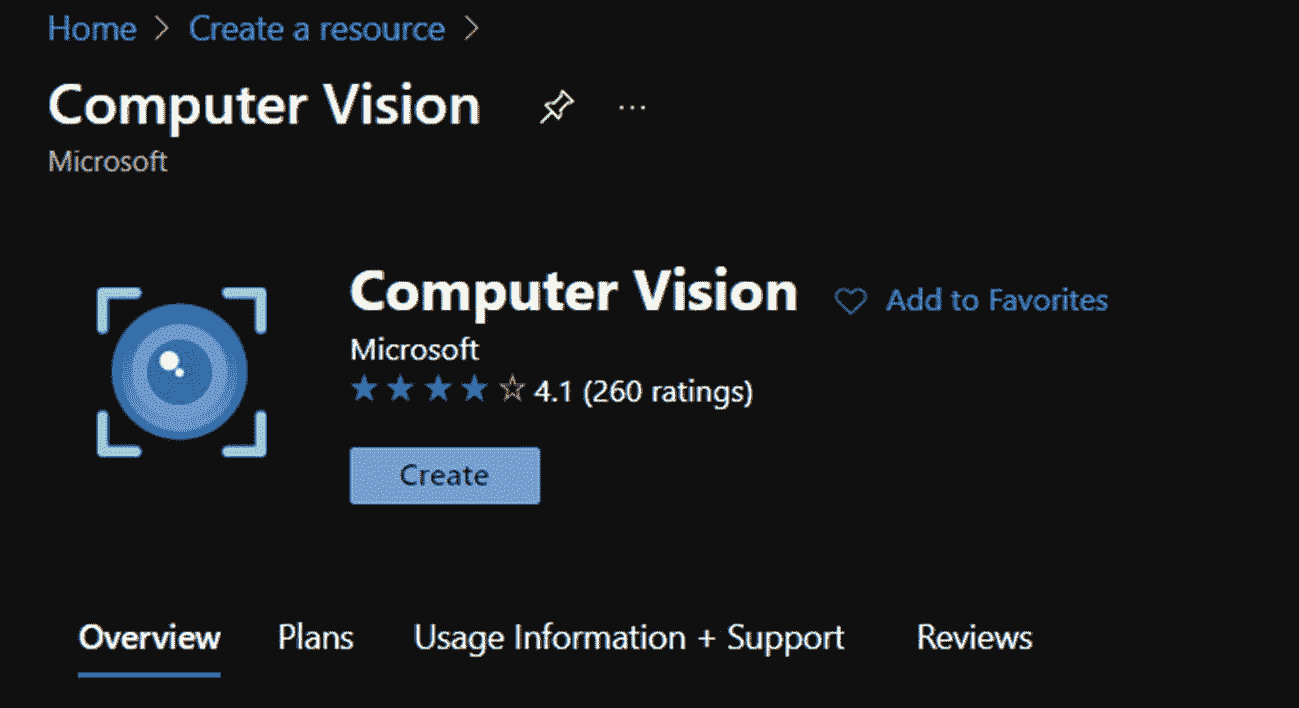 Home > Create a resource >
Computer Vision ...
Microsoft
Computer Vision Add to Favorites
Microsoft
4.1 (260 ratings)
Create
Overview Plans Usage Information + Support Reviews